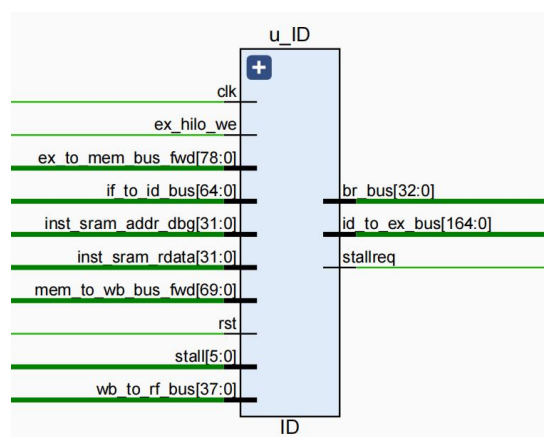 u_ID
clk
ex_hilo_we
ex_to_mem_bus_fwd[78:0]
if_to_id_bus[64:0]
inst_sram_addr_dbg[31:0]
inst_sram_rdata[31:0]
mem_to_wb_bus_fwd[69:0]
rst
stall[5:0]
wb_to_rf_bus[37:0]
br_bus[32:0]
id_to_ex_bus[164:0]
stallreq
ID